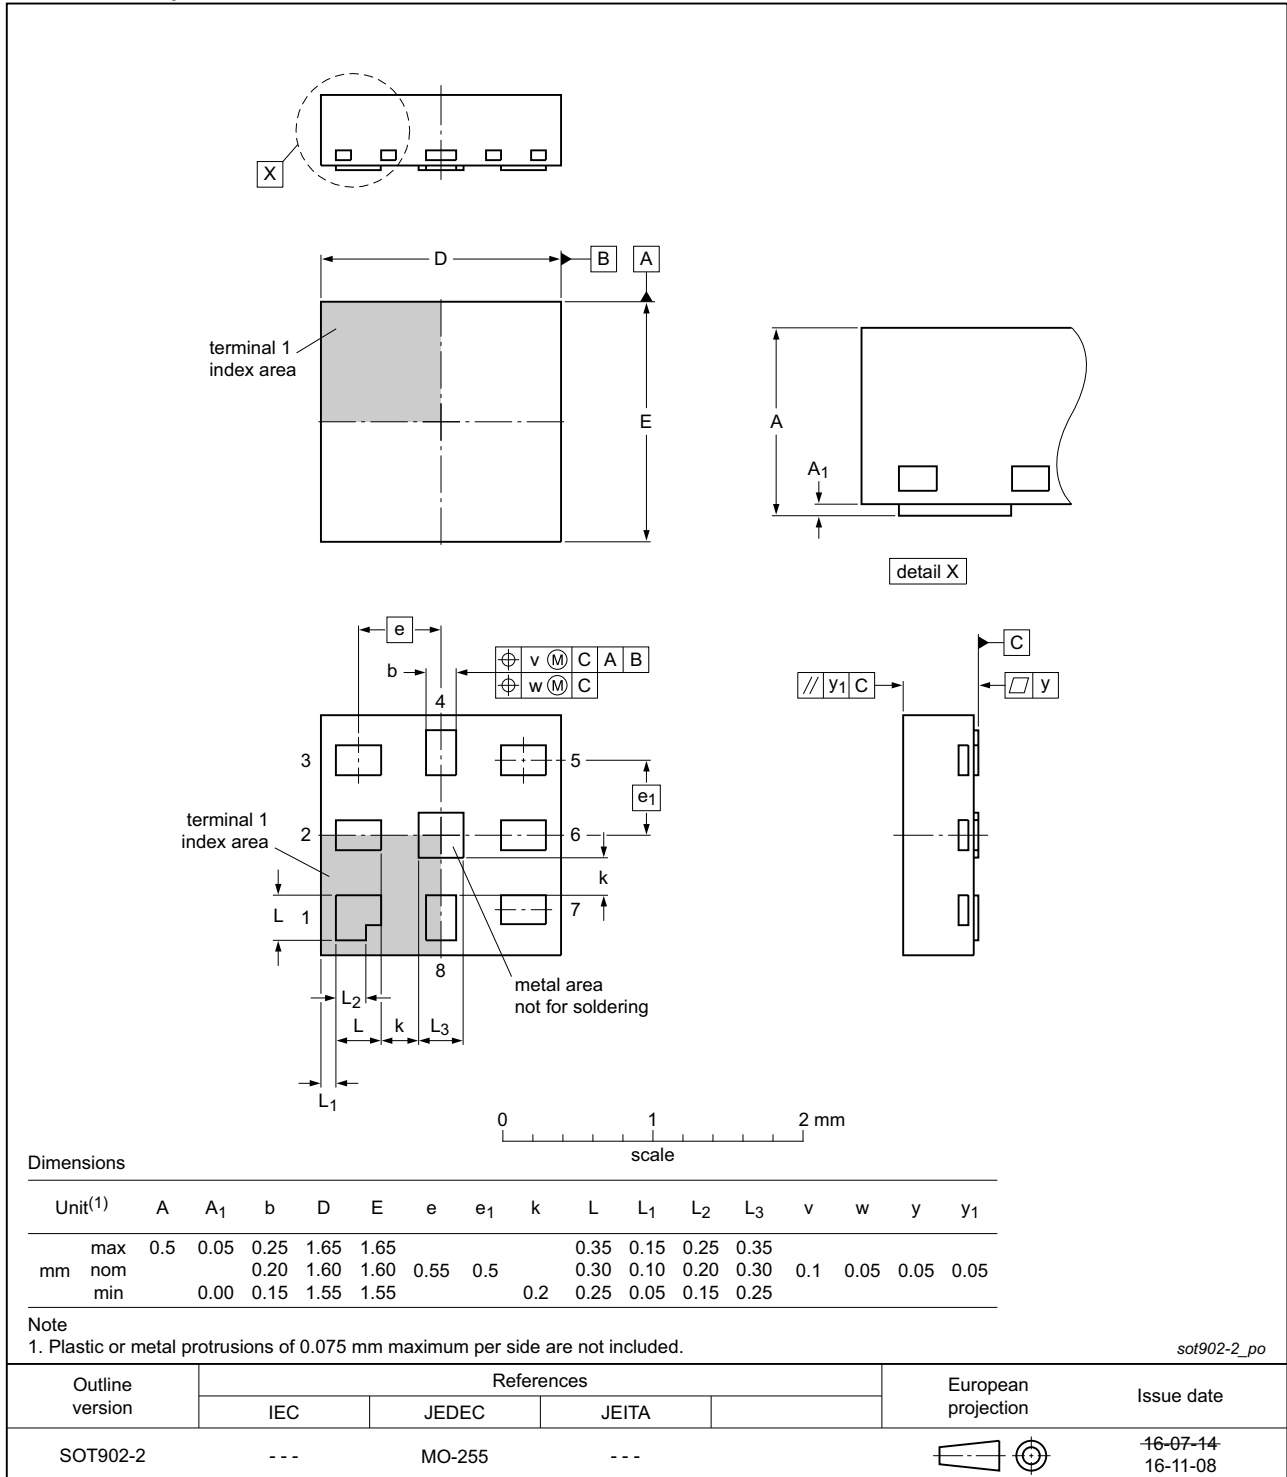 X
D
B
A
terminal 1
index area
E
A
A1
detail X
e
b
v M C A B
w M C
4
3
5
e1
terminal 1
index area
2
6
k
L
1
7
8
metal area
not for soldering
L2
L
k
L3
L1
C
// y1 C
y
0 1 2 mm
scale
Dimensions
Unit(1) A A1 b D E e e1 k L L1 L2 L3 v w y y1
max 0.5 0.05 0.25 1.65 1.65 0.35 0.15 0.25 0.35
mm nom 0.20 1.60 1.60 0.55 0.5 0.30 0.10 0.20 0.30 0.1 0.05 0.05 0.05
min 0.00 0.15 1.55 1.55 0.2 0.25 0.05 0.15 0.25
Note
1. Plastic or metal protrusions of 0.075 mm maximum per side are not included.
sot902-2_po
Outline
version
References
IEC JEDEC JEITA
European
projection
Issue date
SOT902-2 - - - MO-255 - - -
16-07-14
16-11-08